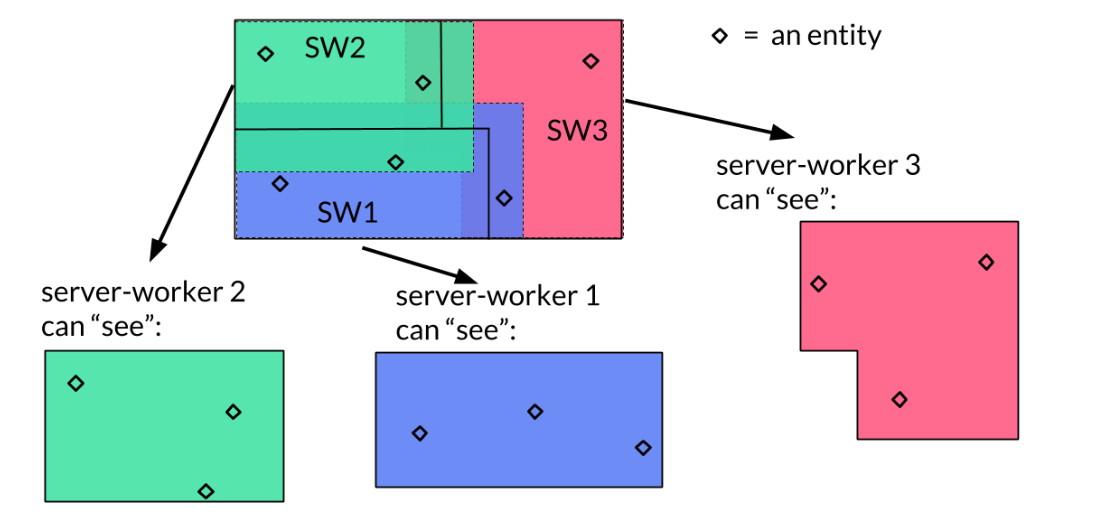 SW2
◇ = an entity
SW3
SW1
server-worker 3
can “see”:
server-worker 2
can “see”:
server-worker 1
can “see”: